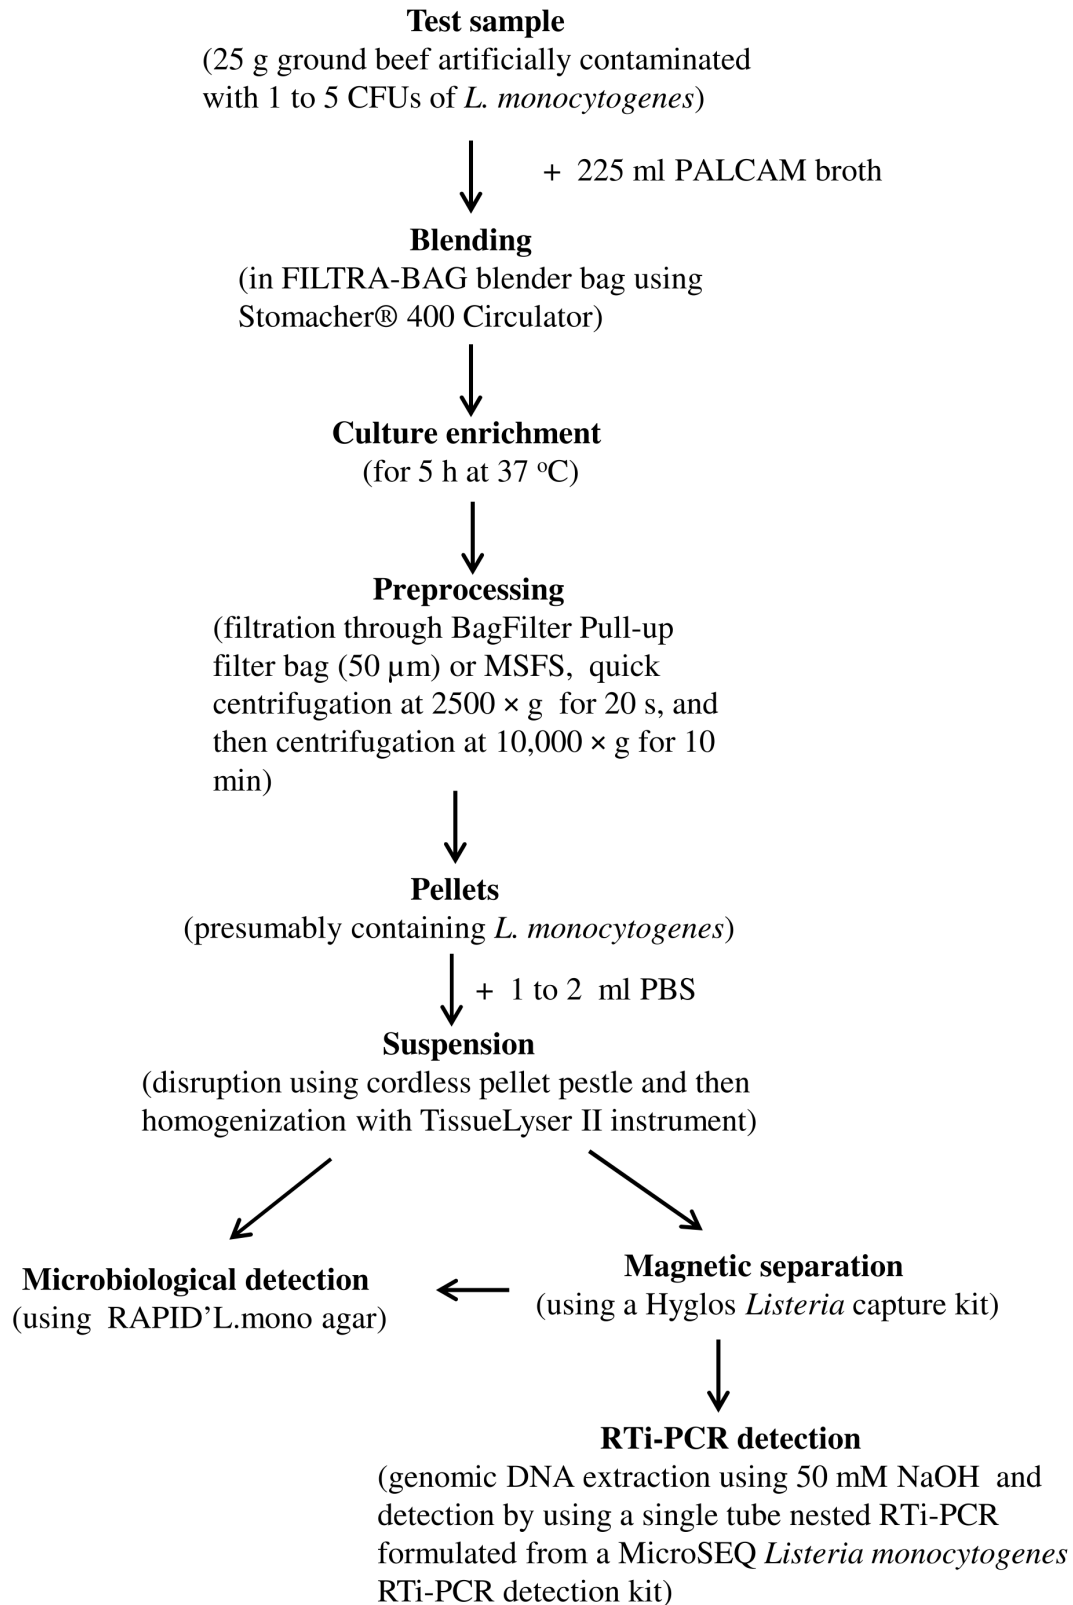 Test sample
(25 g ground beef artificially contaminated
with 1 to 5 CFUs of L. monocytogenes)
+ 225 ml PALCAM broth
Blending
(in FILTRA-BAG blender bag using
Stomacher® 400 Circulator)
Culture enrichment
(for 5 h at 37 ºC)
Preprocessing
(filtration through BagFilter Pull-up
filter bag (50 µm) or MSFS, quick
centrifugation at 2500 × g for 20 s, and
then centrifugation at 10,000 × g for 10
min)
Pellets
(presumably containing L. monocytogenes)
+ 1 to 2 ml PBS
Suspension
(disruption using cordless pellet pestle and then
homogenization with TissueLyser II instrument)
Microbiological detection
(using RAPID’L.mono agar)
Magnetic separation
(using a Hyglos Listeria capture kit)
RTi-PCR detection
(genomic DNA extraction using 50 mM NaOH and
detection by using a single tube nested RTi-PCR
formulated from a MicroSEQ Listeria monocytogenes
RTi-PCR detection kit)